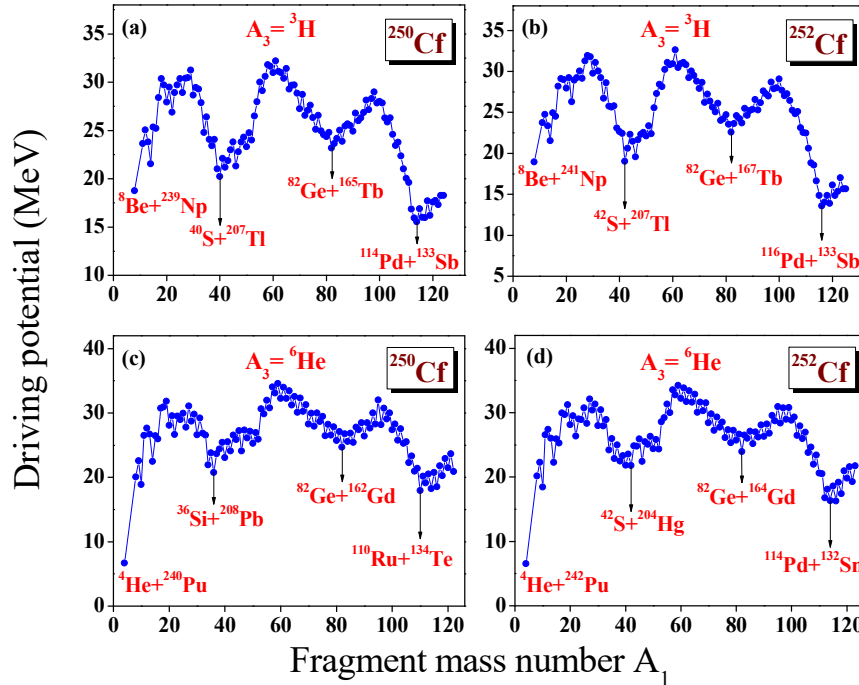 Driving potential (MeV)
(a)
A₃= ³H
²⁵⁰Cf
35
30
25
20
15
10
⁸Be+²³⁹Np
⁴⁰S+²⁰⁷Tl
⁸²Ge+¹⁶⁵Tb
¹¹⁴Pd+¹³³Sb
0 20 40 60 80 100 120
(b)
A₃= ³H
²⁵²Cf
35
30
25
20
15
10
5
⁸Be+²⁴¹Np
⁴²S+²⁰⁷Tl
⁸²Ge+¹⁶⁷Tb
¹¹⁶Pd+¹³³Sb
0 20 40 60 80 100 120
(c)
A₃= ⁶He
²⁵⁰Cf
40
30
20
10
0
³⁶Si+²⁰⁸Pb
⁸²Ge+¹⁶²Gd
¹¹⁰Ru+¹³⁴Te
⁴He+²⁴⁰Pu
0 20 40 60 80 100 120
(d)
A₃= ⁶He
²⁵²Cf
40
30
20
10
0
⁴²S+²⁰⁴Hg
⁸²Ge+¹⁶⁴Gd
¹¹⁴Pd+¹³²Sn
⁴He+²⁴²Pu
0 20 40 60 80 100 120
Fragment mass number A₁